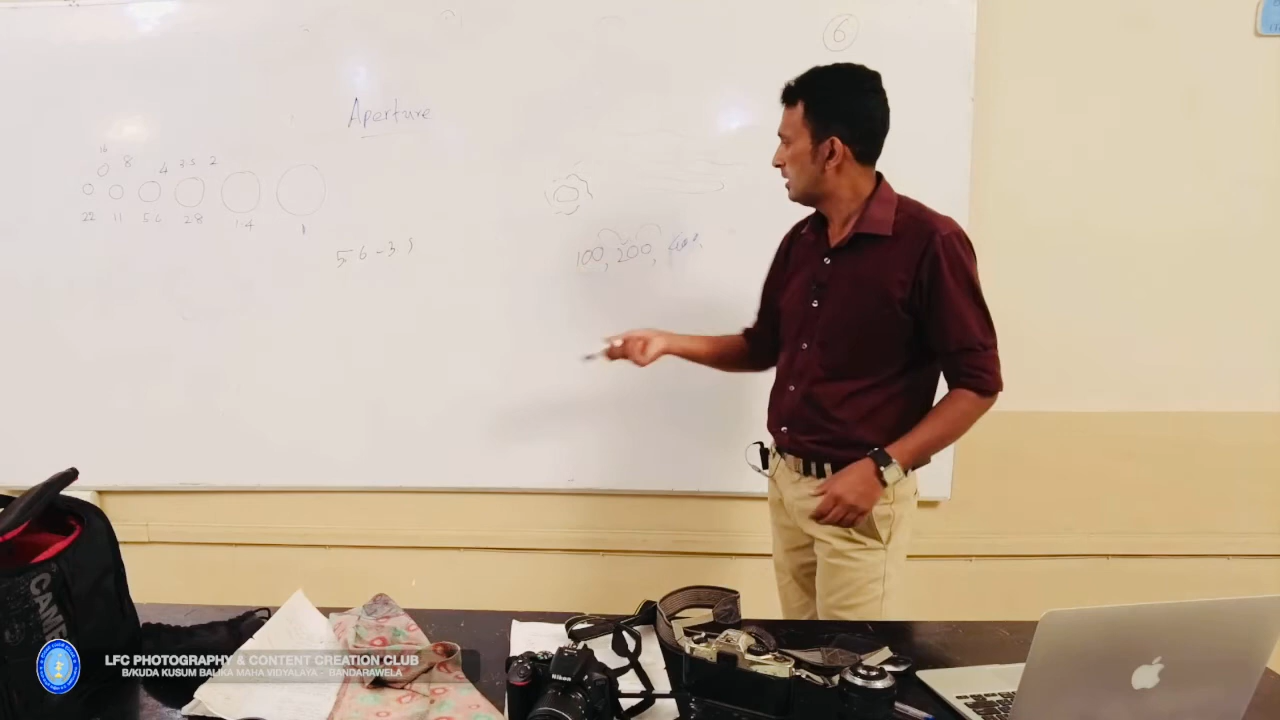 6
Aperture
16 8 4 3.5 2
22 11 5.6 2.8 1.4 1
5.6 - 3.5
100, 200, 400
CANE
Nikon
LFC PHOTOGRAPHY & CONTENT CREATION CLUB
B/KUDA KUSUM BALIKA MAHA VIDYALAYA - BANDARAWELA